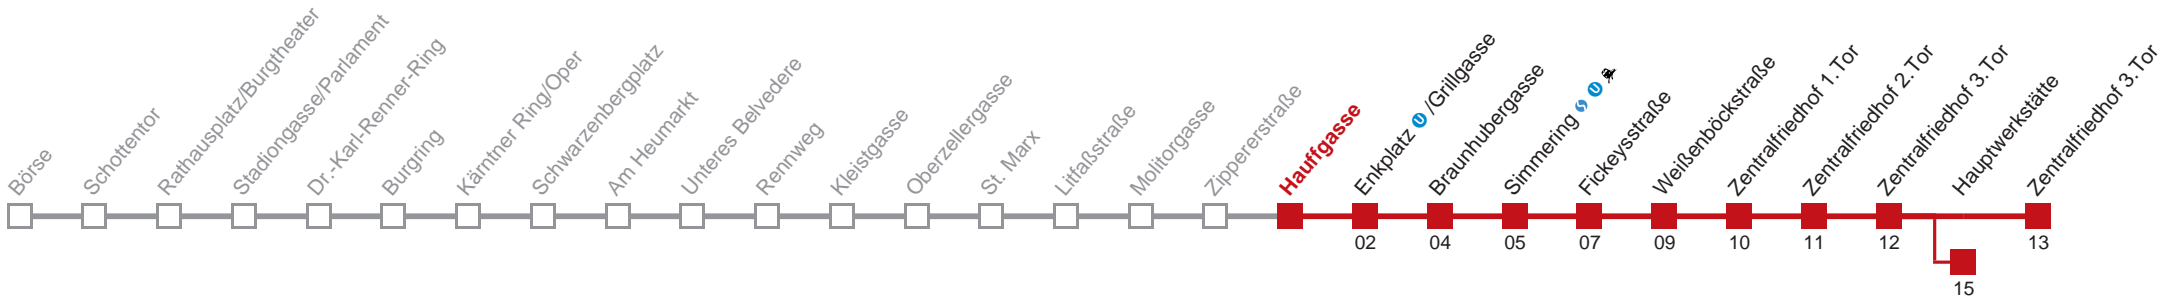 Börse
Schottentor
Rathausplatz/Burgtheater
Stadiongasse/Parlament
Dr.-Karl-Renner-Ring
Burgring
Kärntner Ring/Oper
Schwarzenbergplatz
Am Heumarkt
Unteres Belvedere
Rennweg
Kleistgasse
Oberzellergasse
St. Marx
Litfaßstraße
Molitorgasse
Zippererstraße
Hauffgasse
Enkplatz U /Grillgasse
Braunhubergasse
Simmering S U
Fickeysstraße
Weißenböckstraße
Zentralfriedhof 1.Tor
Zentralfriedhof 2.Tor
Zentralfriedhof 3.Tor
Hauptwerkstätte
Zentralfriedhof 3.Tor
02 04 05 07 09 10 11 12 13
15